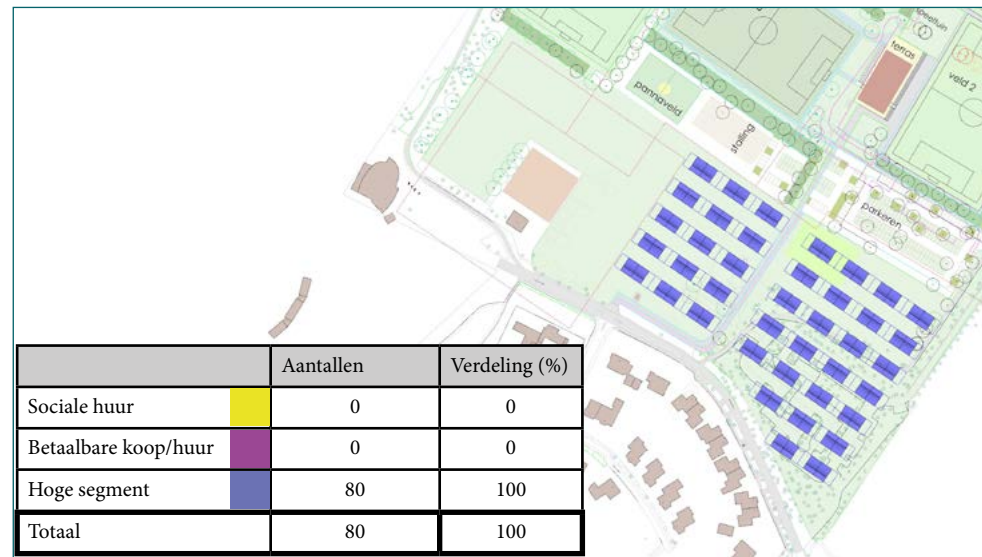 speeltuin
terras
veld 2
pannaveld
stalling
parkeren
Aantallen Verdeling (%)
Sociale huur 0 0
Betaalbare koop/huur 0 0
Hoge segment 80 100
Totaal 80 100